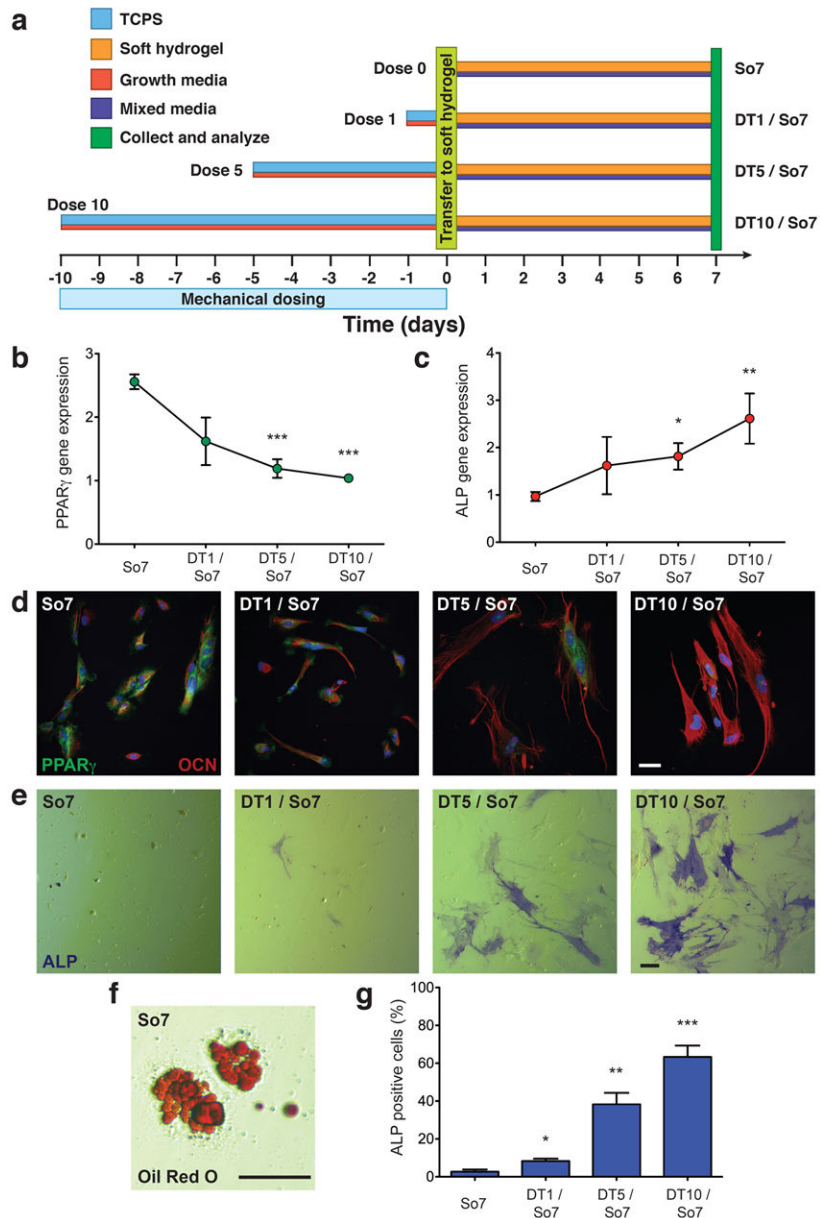 a
TCPS
Soft hydrogel
Growth media
Mixed media
Collect and analyze
Dose 0
Dose 1
Dose 5
Dose 10
Transfer to soft hydrogel
So7
DT1 / So7
DT5 / So7
DT10 / So7
-10 -9 -8 -7 -6 -5 -4 -3 -2 -1 0 1 2 3 4 5 6 7
Mechanical dosing
Time (days)
b
PPARγ gene expression
3
2
1
0
***
***
So7 DT1 / So7 DT5 / So7 DT10 / So7
c
ALP gene expression
4
3
2
1
0
*
**
So7 DT1 / So7 DT5 / So7 DT10 / So7
d
So7
DT1 / So7
DT5 / So7
DT10 / So7
PPARγ
OCN
e
So7
DT1 / So7
DT5 / So7
DT10 / So7
ALP
f
So7
Oil Red O
g
ALP positive cells (%)
100
80
60
40
20
0
*
**
***
So7 DT1 / So7 DT5 / So7 DT10 / So7